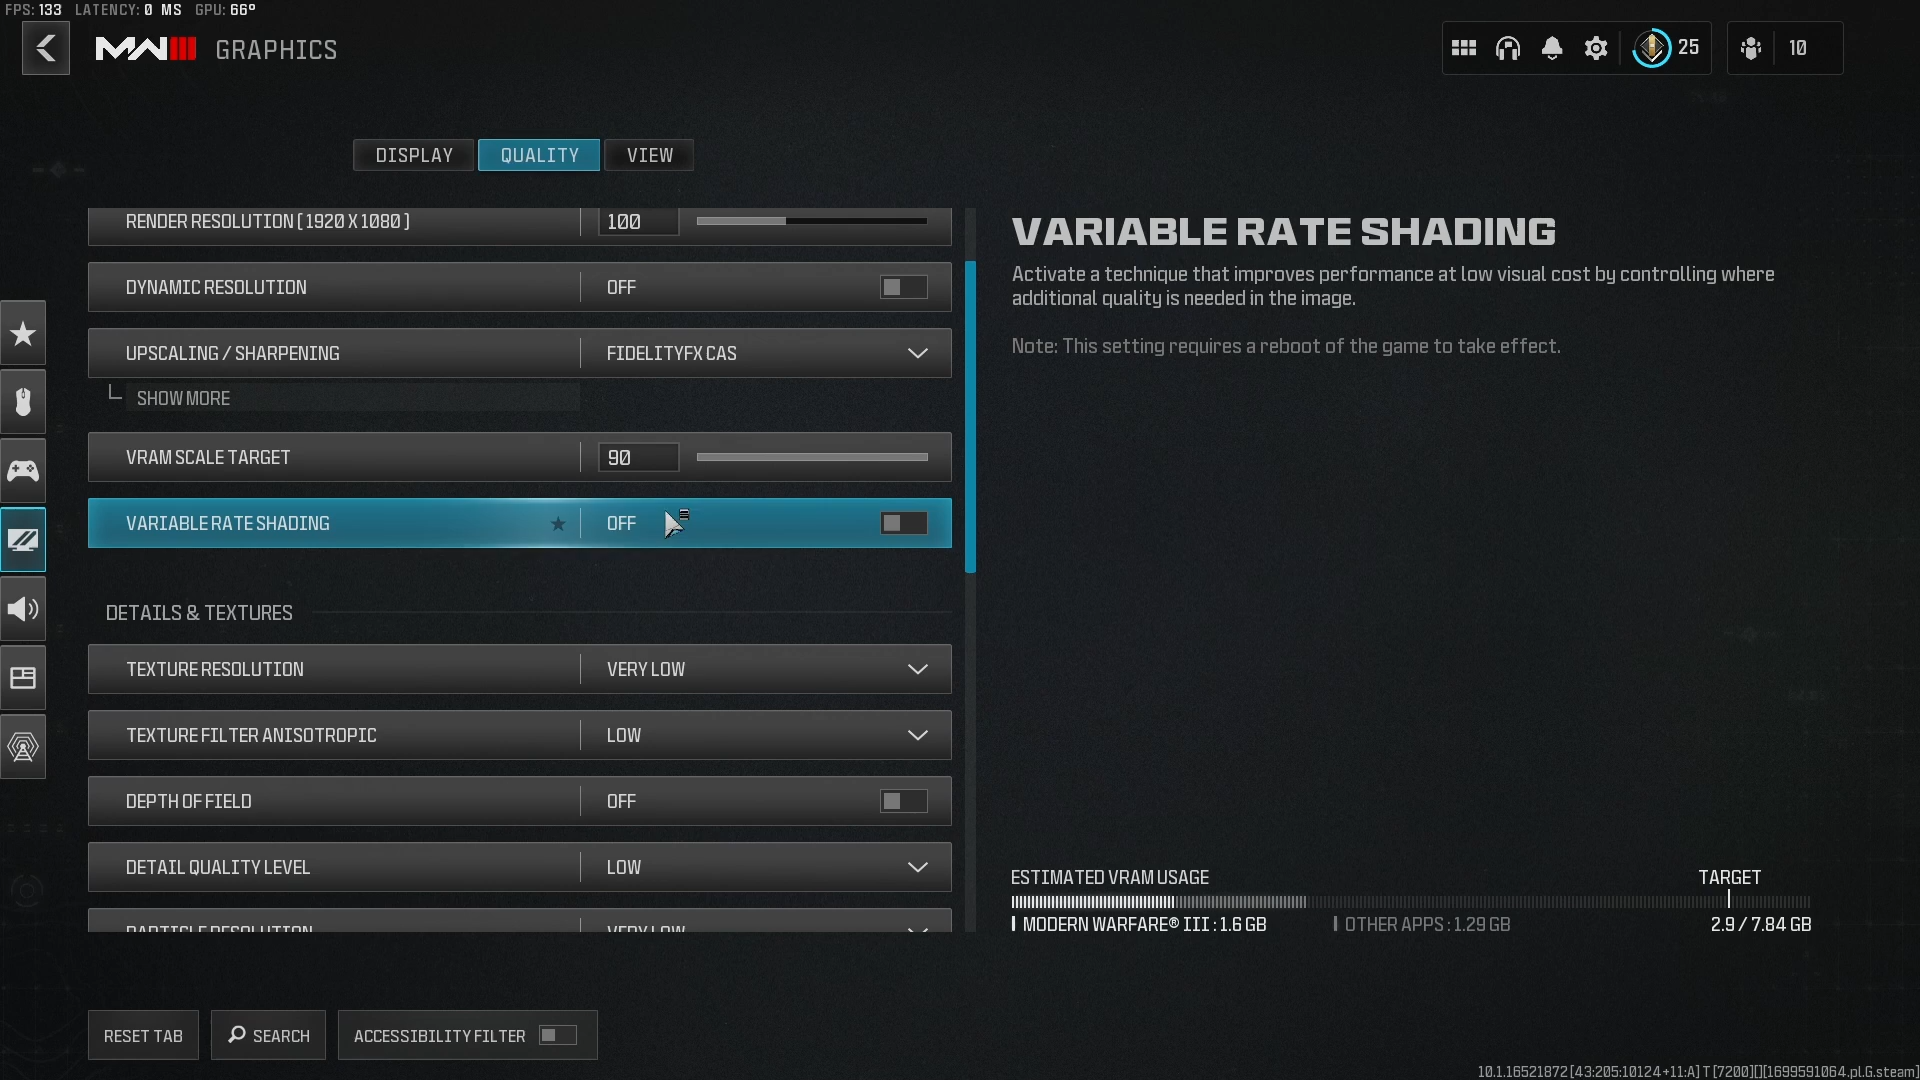 FPS: 133 LATENCY: 0 MS GPU: 66°
MWIII GRAPHICS
25
10
DISPLAY
QUALITY
VIEW
RENDER RESOLUTION [ 1920 X 1080 ]
100
DYNAMIC RESOLUTION
OFF
UPSCALING / SHARPENING
FIDELITYFX CAS
SHOW MORE
VRAM SCALE TARGET
90
VARIABLE RATE SHADING
OFF
DETAILS & TEXTURES
TEXTURE RESOLUTION
VERY LOW
TEXTURE FILTER ANISOTROPIC
LOW
DEPTH OF FIELD
OFF
DETAIL QUALITY LEVEL
LOW
PARTICLE RESOLUTION
VERY LOW
VARIABLE RATE SHADING
Activate a technique that improves performance at low visual cost by controlling where
additional quality is needed in the image.
Note: This setting requires a reboot of the game to take effect.
ESTIMATED VRAM USAGE
TARGET
MODERN WARFARE® III : 1.6 GB
OTHER APPS : 1.29 GB
2.9 / 7.84 GB
RESET TAB
SEARCH
ACCESSIBILITY FILTER
10.1.16521872 [43:205:10124+11:A] T [7200][][1699591064.pl.G.steam]